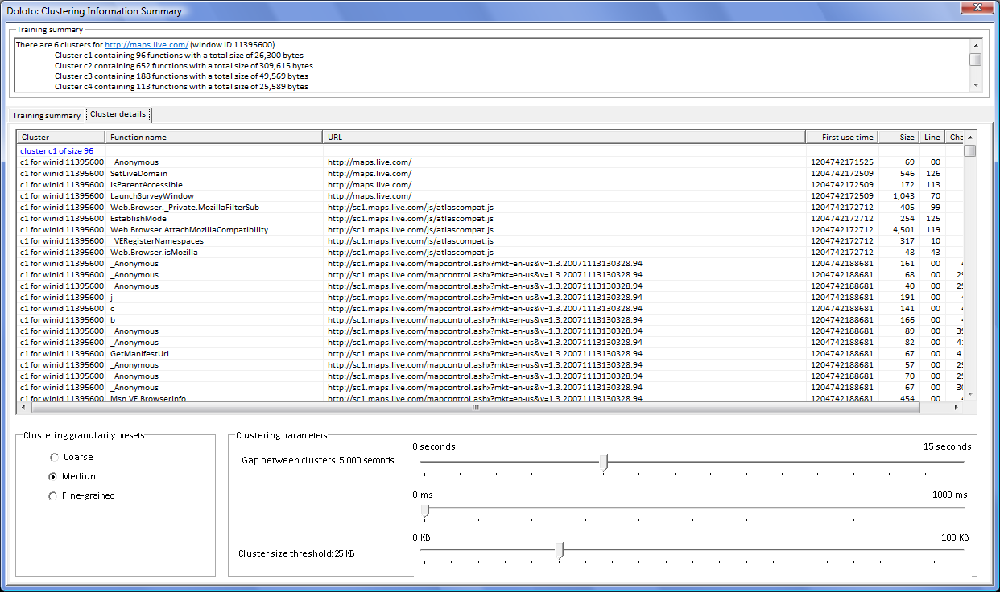 Doloto: Clustering Information Summary
Training summary
There are 6 clusters for http://maps.live.com/ (window ID 11395600)
Cluster c1 containing 96 functions with a total size of 26,300 bytes
Cluster c2 containing 652 functions with a total size of 309,615 bytes
Cluster c3 containing 188 functions with a total size of 49,569 bytes
Cluster c4 containing 113 functions with a total size of 25,589 bytes
Training summary Cluster details
Cluster Function name URL First use time Size Line Cha
cluster c1 of size 96
c1 for winid 11395600 _Anonymous http://maps.live.com/ 1204742171525 69 00
c1 for winid 11395600 SetLiveDomain http://maps.live.com/ 1204742172509 546 126
c1 for winid 11395600 IsParentAccessible http://maps.live.com/ 1204742172509 172 113
c1 for winid 11395600 LaunchSurveyWindow http://maps.live.com/ 1204742172509 1,043 70
c1 for winid 11395600 Web.Browser._Private.MozillaFilterSub http://sc1.maps.live.com/js/atlascompat.js 1204742172712 405 99
c1 for winid 11395600 EstablishMode http://sc1.maps.live.com/js/atlascompat.js 1204742172712 254 125
c1 for winid 11395600 Web.Browser.AttachMozillaCompatibility http://sc1.maps.live.com/js/atlascompat.js 1204742172712 4,501 119
c1 for winid 11395600 _VERegisterNamespaces http://sc1.maps.live.com/js/atlascompat.js 1204742172712 317 10
c1 for winid 11395600 Web.Browser.isMozilla http://sc1.maps.live.com/js/atlascompat.js 1204742172712 48 43
c1 for winid 11395600 _Anonymous http://sc1.maps.live.com/mapcontrol.ashx?mkt=en-us&v=1.3.20071113130328.94 1204742188681 161 00
c1 for winid 11395600 _Anonymous http://sc1.maps.live.com/mapcontrol.ashx?mkt=en-us&v=1.3.20071113130328.94 1204742188681 68 00
c1 for winid 11395600 _Anonymous http://sc1.maps.live.com/mapcontrol.ashx?mkt=en-us&v=1.3.20071113130328.94 1204742188681 40 00
c1 for winid 11395600 j http://sc1.maps.live.com/mapcontrol.ashx?mkt=en-us&v=1.3.20071113130328.94 1204742188681 191 00
c1 for winid 11395600 c http://sc1.maps.live.com/mapcontrol.ashx?mkt=en-us&v=1.3.20071113130328.94 1204742188681 141 00
c1 for winid 11395600 b http://sc1.maps.live.com/mapcontrol.ashx?mkt=en-us&v=1.3.20071113130328.94 1204742188681 166 00
c1 for winid 11395600 _Anonymous http://sc1.maps.live.com/mapcontrol.ashx?mkt=en-us&v=1.3.20071113130328.94 1204742188681 89 00
c1 for winid 11395600 _Anonymous http://sc1.maps.live.com/mapcontrol.ashx?mkt=en-us&v=1.3.20071113130328.94 1204742188681 82 00
c1 for winid 11395600 GetManifestUrl http://sc1.maps.live.com/mapcontrol.ashx?mkt=en-us&v=1.3.20071113130328.94 1204742188681 67 00
c1 for winid 11395600 _Anonymous http://sc1.maps.live.com/mapcontrol.ashx?mkt=en-us&v=1.3.20071113130328.94 1204742188681 57 00
c1 for winid 11395600 _Anonymous http://sc1.maps.live.com/mapcontrol.ashx?mkt=en-us&v=1.3.20071113130328.94 1204742188681 70 00
c1 for winid 11395600 _Anonymous http://sc1.maps.live.com/mapcontrol.ashx?mkt=en-us&v=1.3.20071113130328.94 1204742188681 67 00
c1 for winid 11395600 Msn.VE.BrowserInfo http://sc1.maps.live.com/mapcontrol.ashx?mkt=en-us&v=1.3.20071113130328.94 1204742188681 454 00
Clustering granularity presets
Coarse
Medium
Fine-grained
Clustering parameters
0 seconds 15 seconds
Gap between clusters: 5.000 seconds
0 ms 1000 ms
0 KB 100 KB
Cluster size threshold: 25 KB